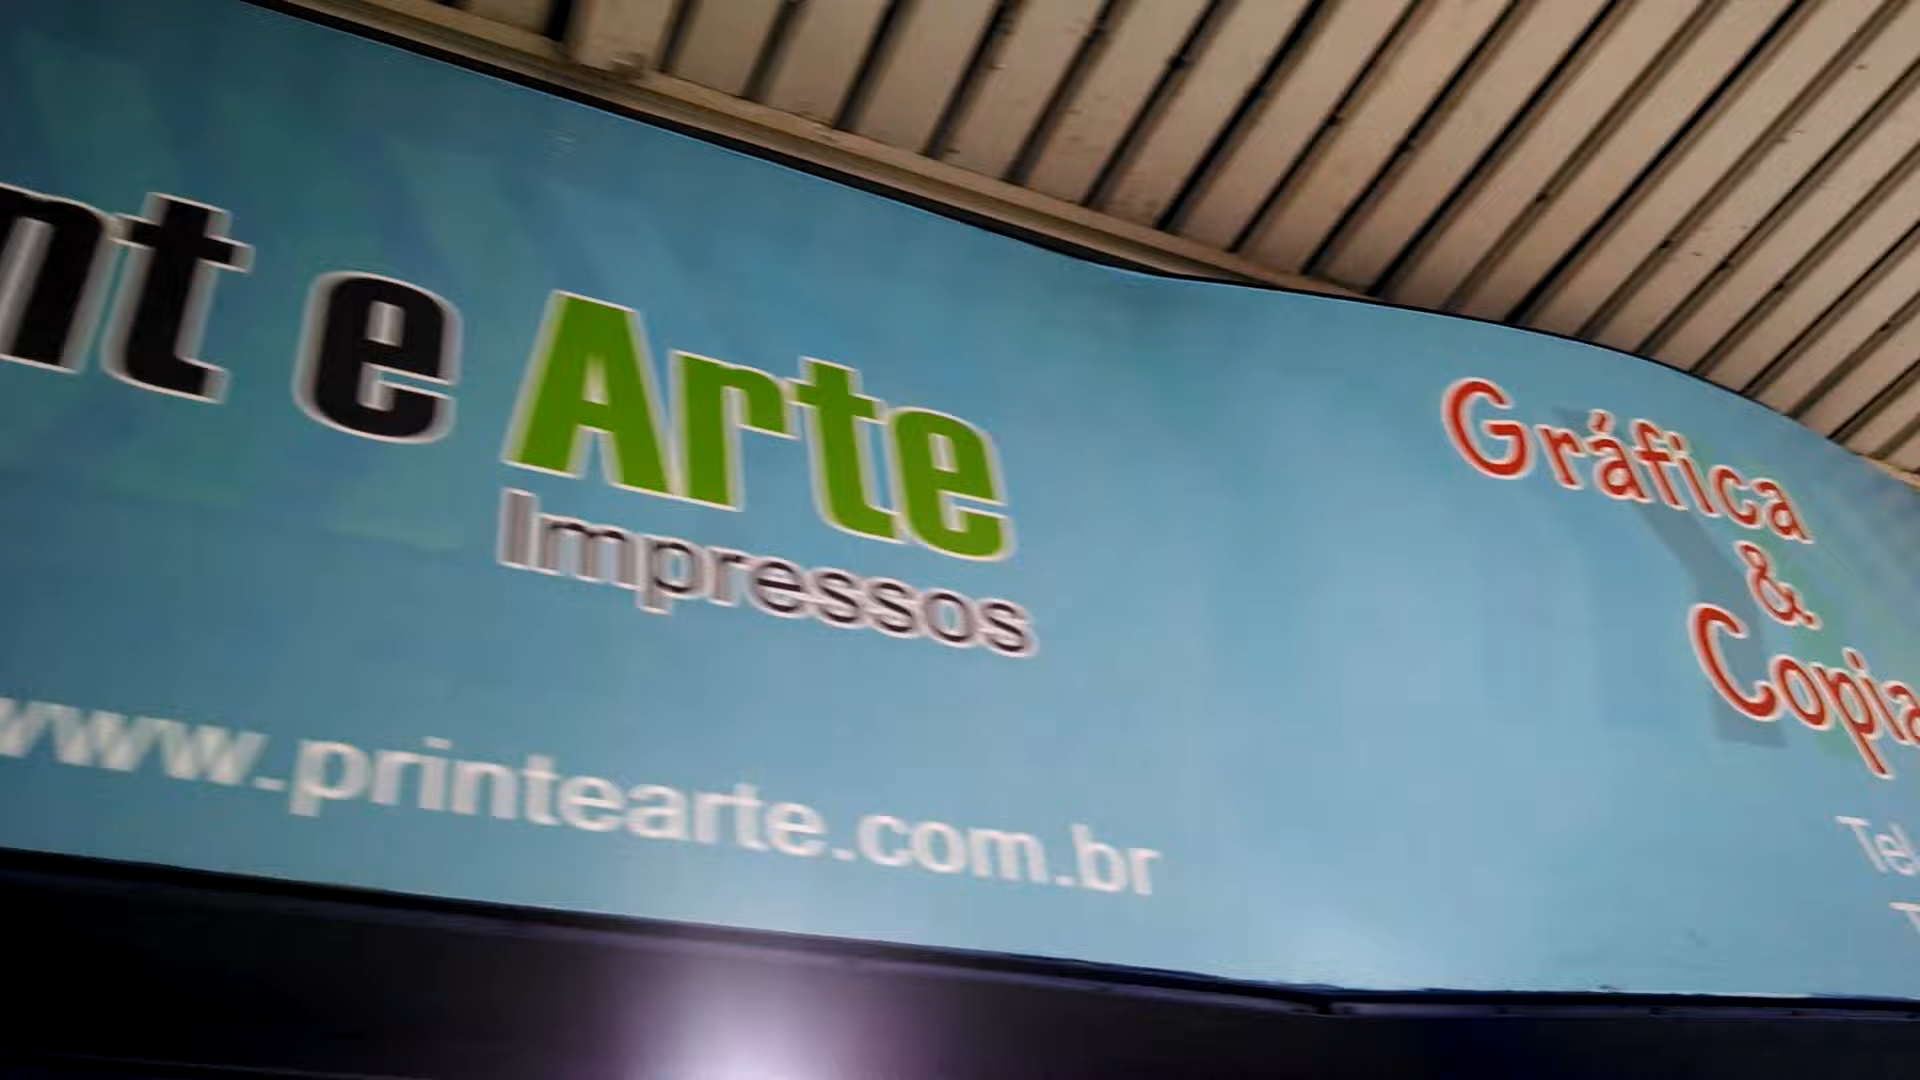 nt e Arte
Impressos
www.printearte.com.br
Gráfica
&
Copia
Tel